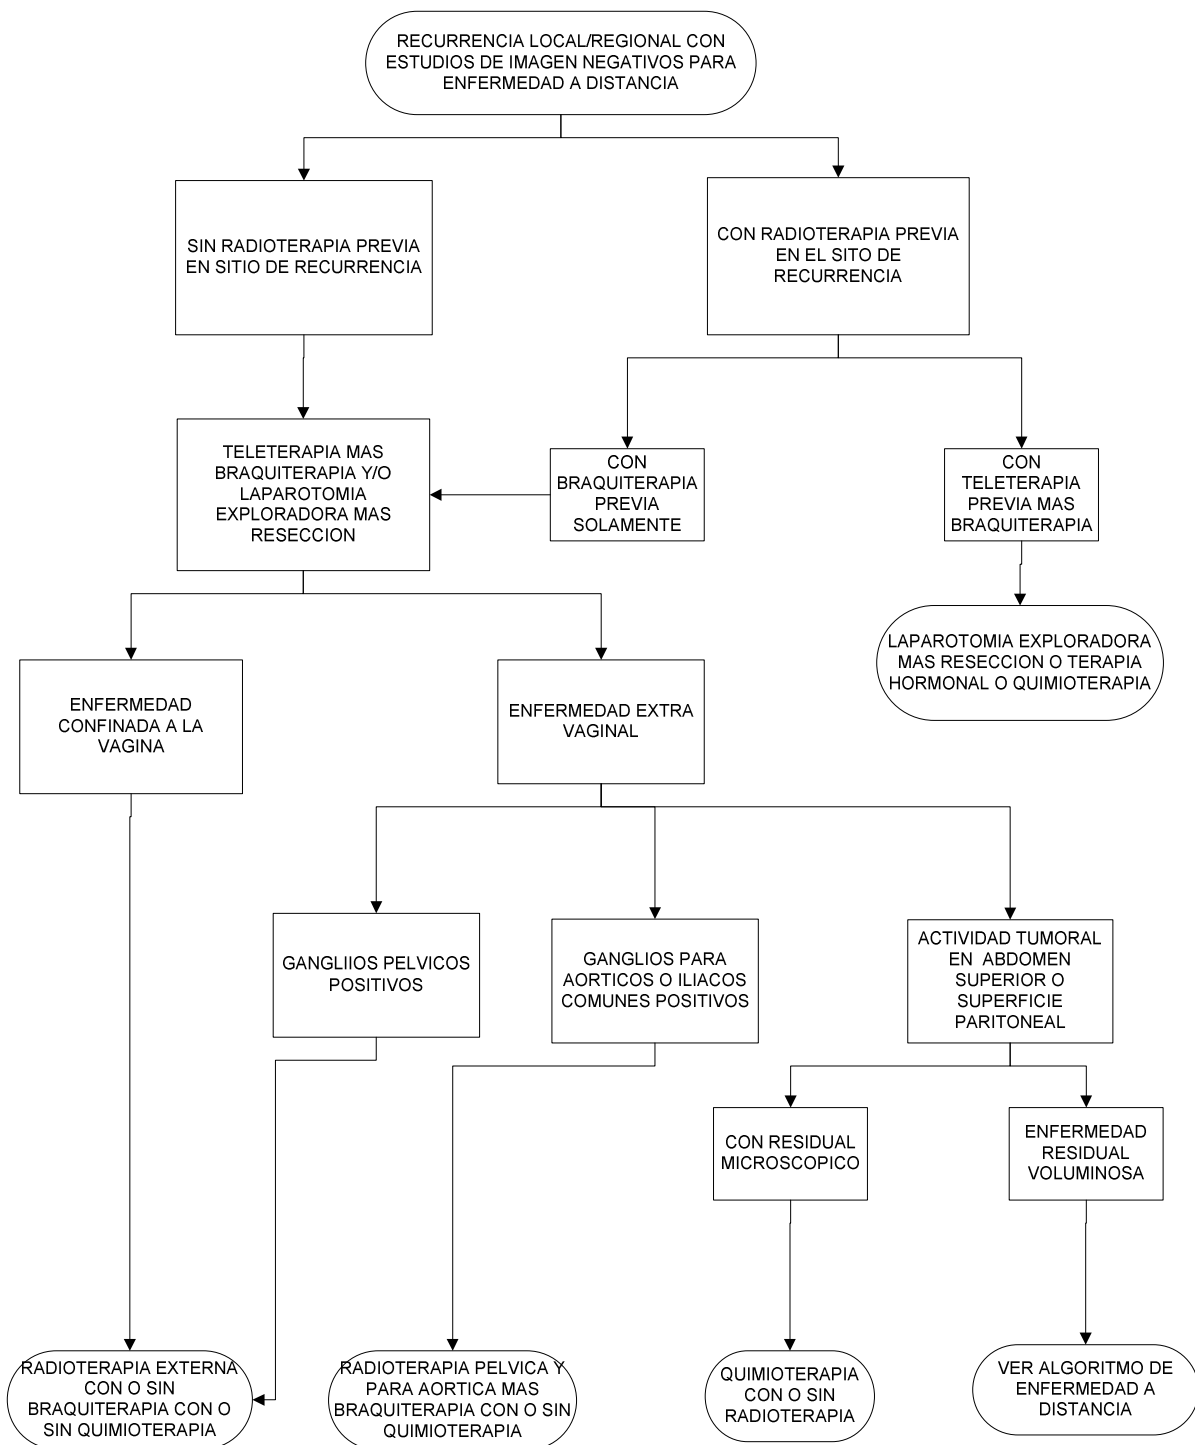 RECURRENCIA LOCAL/REGIONAL CON
ESTUDIOS DE IMAGEN NEGATIVOS PARA
ENFERMEDAD A DISTANCIA
SIN RADIOTERAPIA PREVIA
EN SITIO DE RECURRENCIA
CON RADIOTERAPIA PREVIA
EN EL SITO DE
RECURRENCIA
TELETERAPIA MAS
BRAQUITERAPIA Y/O
LAPAROTOMIA
EXPLORADORA MAS
RESECCION
CON
BRAQUITERAPIA
PREVIA
SOLAMENTE
CON
TELETERAPIA
PREVIA MAS
BRAQUITERAPIA
LAPAROTOMIA EXPLORADORA
MAS RESECCION O TERAPIA
HORMONAL O QUIMIOTERAPIA
ENFERMEDAD
CONFINADA A LA
VAGINA
ENFERMEDAD EXTRA
VAGINAL
GANGLIIOS PELVICOS
POSITIVOS
GANGLIOS PARA
AORTICOS O ILIACOS
COMUNES POSITIVOS
ACTIVIDAD TUMORAL
EN ABDOMEN
SUPERIOR O
SUPERFICIE
PARITONEAL
CON RESIDUAL
MICROSCOPICO
ENFERMEDAD
RESIDUAL
VOLUMINOSA
RADIOTERAPIA EXTERNA
CON O SIN
BRAQUITERAPIA CON O
SIN QUIMIOTERAPIA
RADIOTERAPIA PELVICA Y
PARA AORTICA MAS
BRAQUITERAPIA CON O SIN
QUIMIOTERAPIA
QUIMIOTERAPIA
CON O SIN
RADIOTERAPIA
VER ALGORITMO DE
ENFERMEDAD A
DISTANCIA